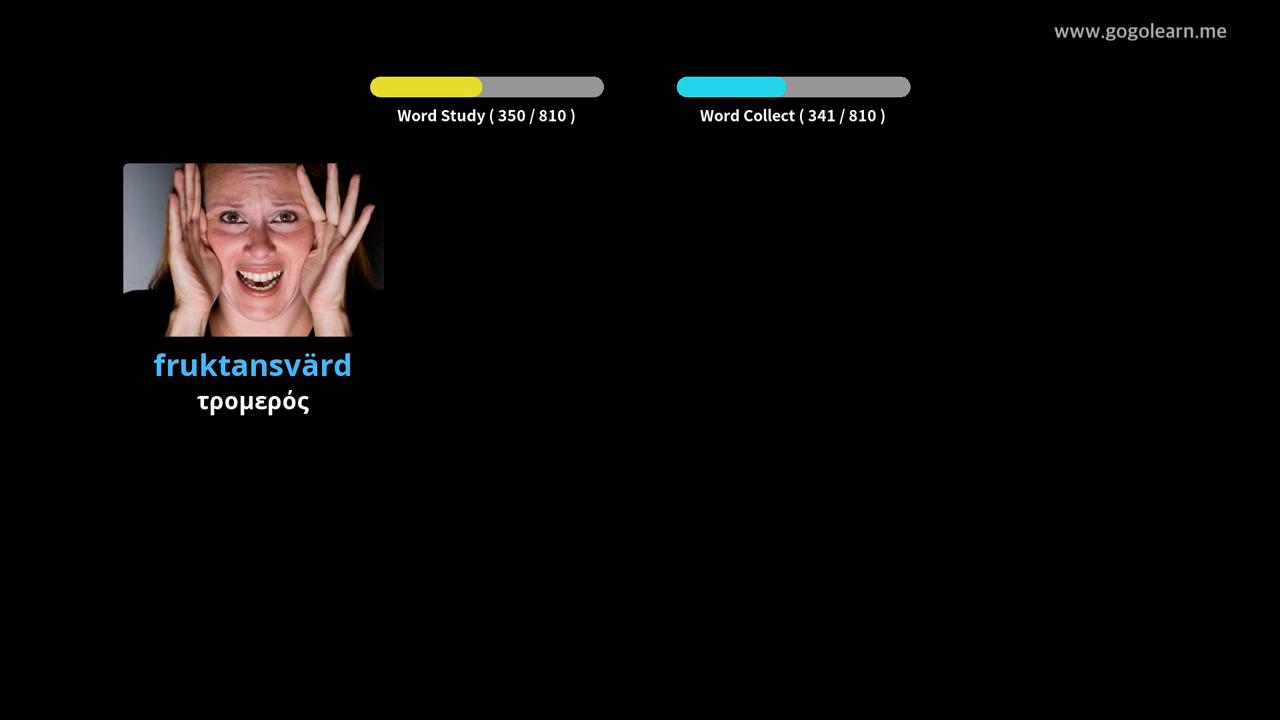 www.gogolearn.me
Word Study ( 350 / 810 )
Word Collect ( 341 / 810 )
fruktansvärd
τρομερός